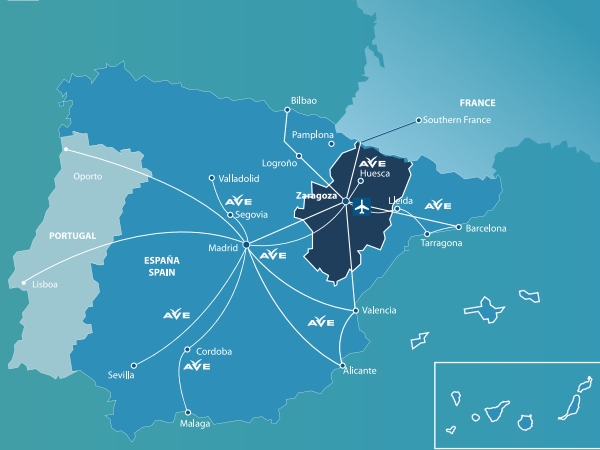 Bilbao
FRANCE
Southern France
Pamplona
Logroño
AVE
Huesca
Oporto
Valladolid
Zaragoza
AVE
Lleida
AVE
Segovia
Barcelona
PORTUGAL
Madrid
Tarragona
AVE
ESPAÑA
SPAIN
Lisboa
AVE
AVE
Valencia
Cordoba
AVE
Sevilla
Alicante
Malaga